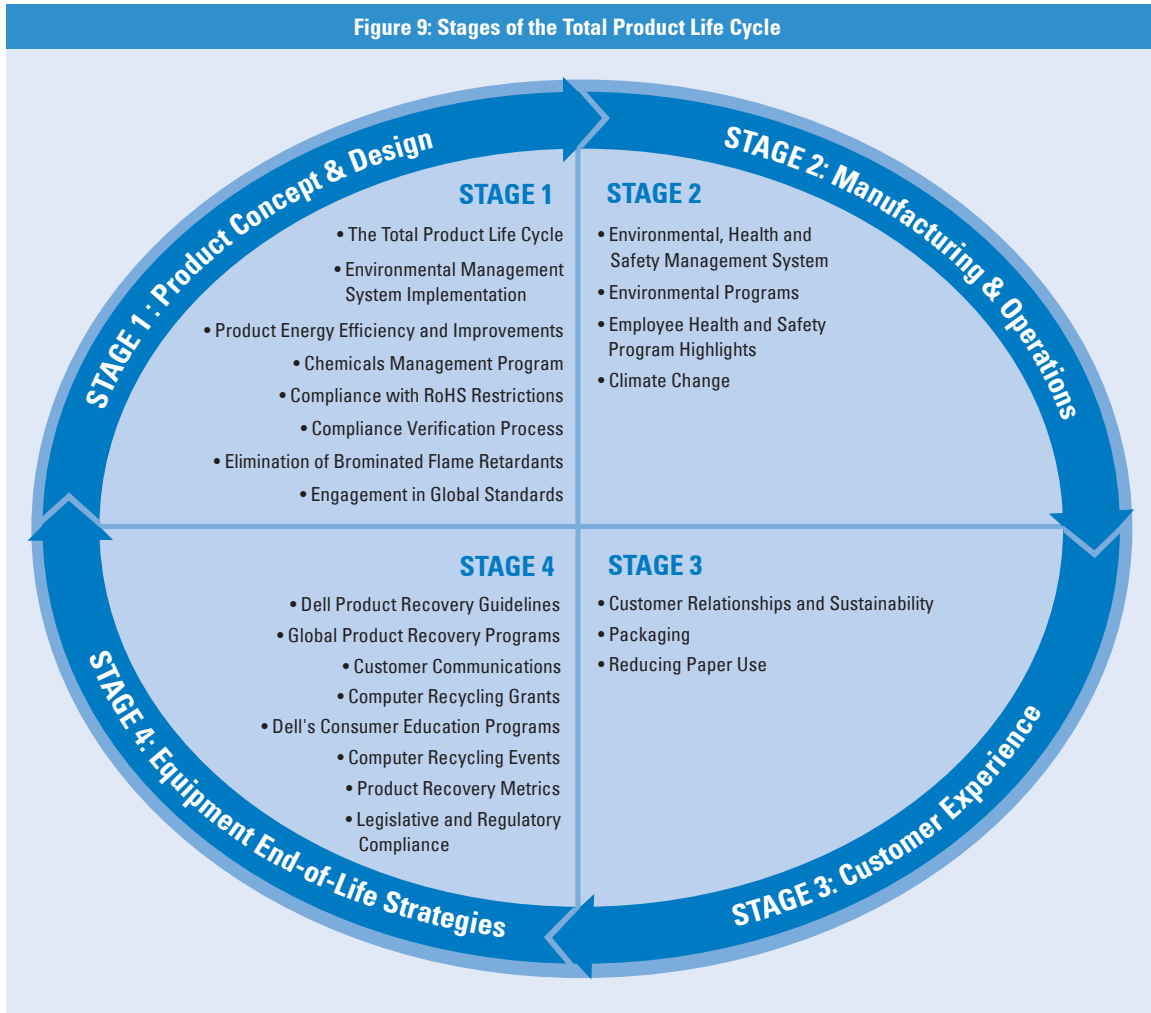 Figure 9: Stages of the Total Product Life Cycle
STAGE 1 : Product Concept & Design
STAGE 2: Manufacturing & Operations
STAGE 1
• The Total Product Life Cycle
• Environmental Management
System Implementation
• Product Energy Efficiency and Improvements
• Chemicals Management Program
• Compliance with RoHS Restrictions
• Compliance Verification Process
• Elimination of Brominated Flame Retardants
• Engagement in Global Standards
STAGE 2
• Environmental, Health and
Safety Management System
• Environmental Programs
• Employee Health and Safety
Program Highlights
• Climate Change
STAGE 4
• Dell Product Recovery Guidelines
• Global Product Recovery Programs
• Customer Communications
• Computer Recycling Grants
• Dell's Consumer Education Programs
• Computer Recycling Events
• Product Recovery Metrics
• Legislative and Regulatory
Compliance
STAGE 3
• Customer Relationships and Sustainability
• Packaging
• Reducing Paper Use
STAGE 4: Equipment End-of-Life Strategies
STAGE 3: Customer Experience